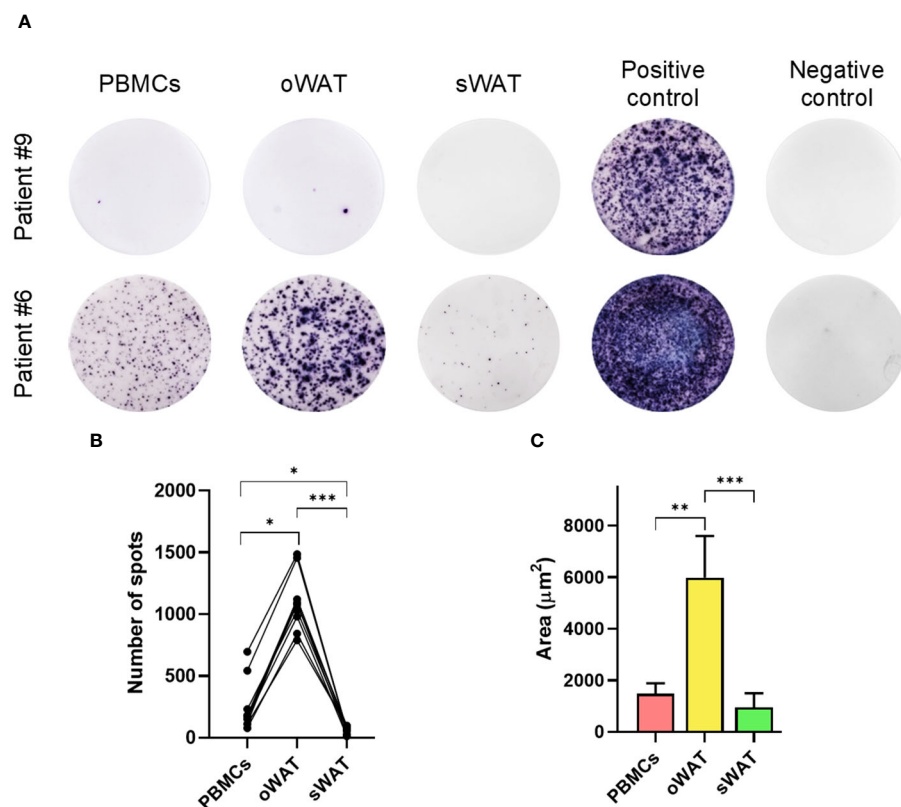 A
PBMCs
oWAT
sWAT
Positive
control
Negative
control
Patient #9
Patient #6
B
*
***
*
2000
1500
1000
500
0
Number of spots
PBMCs
oWAT
sWAT
C
***
**
8000
6000
4000
2000
0
Area (μm²)
PBMCs
oWAT
sWAT